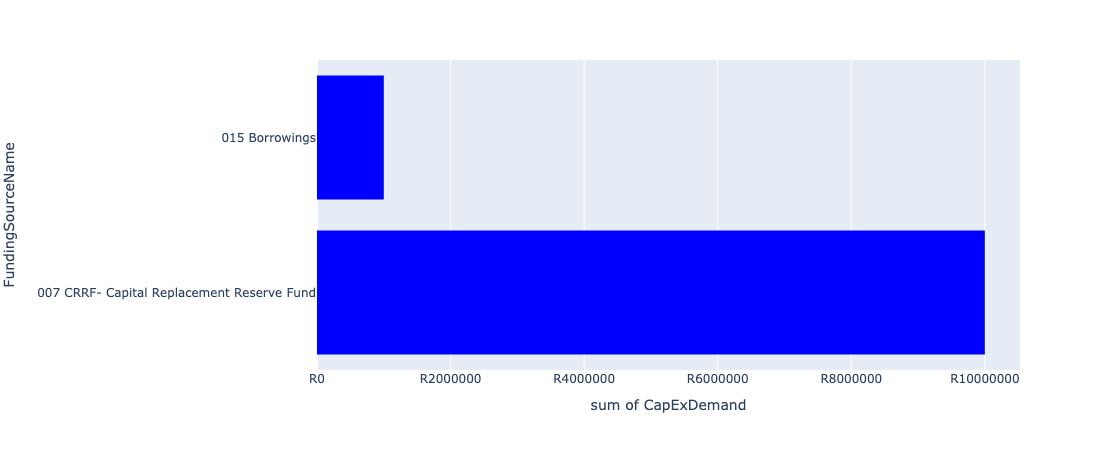 FundingSourceName
015 Borrowings
007 CRRF- Capital Replacement Reserve Fund
R0 R2000000 R4000000 R6000000 R8000000 R10000000
sum of CapExDemand